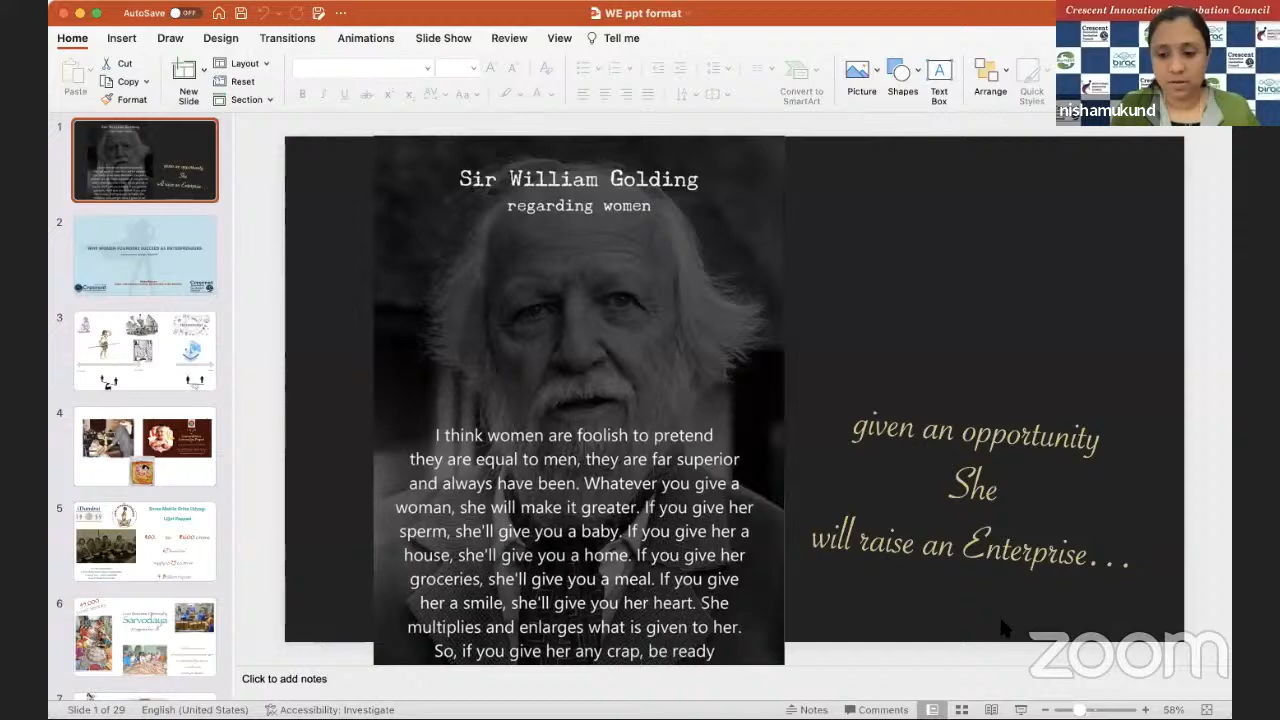 AutoSave OFF
WE ppt format
Crescent Innovation Incubation Council
Home Insert Draw Design Transitions Animations Slide Show Review View Tell me
Paste
Cut
Copy
Format
New
Slide
Layout
Reset
Section
Convert to
SmartArt
Picture
Shapes
Text
Box
Arrange
Quick
Styles
nishamukund
1
2
3
4
5
6
7
Sir William Golding
regarding women
I think women are foolish to pretend
they are equal to men, they are far superior
and always have been. Whatever you give a
woman, she will make it greater. If you give her
sperm, she'll give you a baby. If you give her a
house, she'll give you a home. If you give her
groceries, she'll give you a meal. If you give
her a smile, she'll give you her heart. She
multiplies and enlarges what is given to her.
So, if you give her any crap, be ready
given an opportunity
She
will raise an Enterprise...
Sarvodaya
zoom
Click to add notes
Slide 1 of 29 English (United States) Accessibility: Investigate Notes Comments 58%